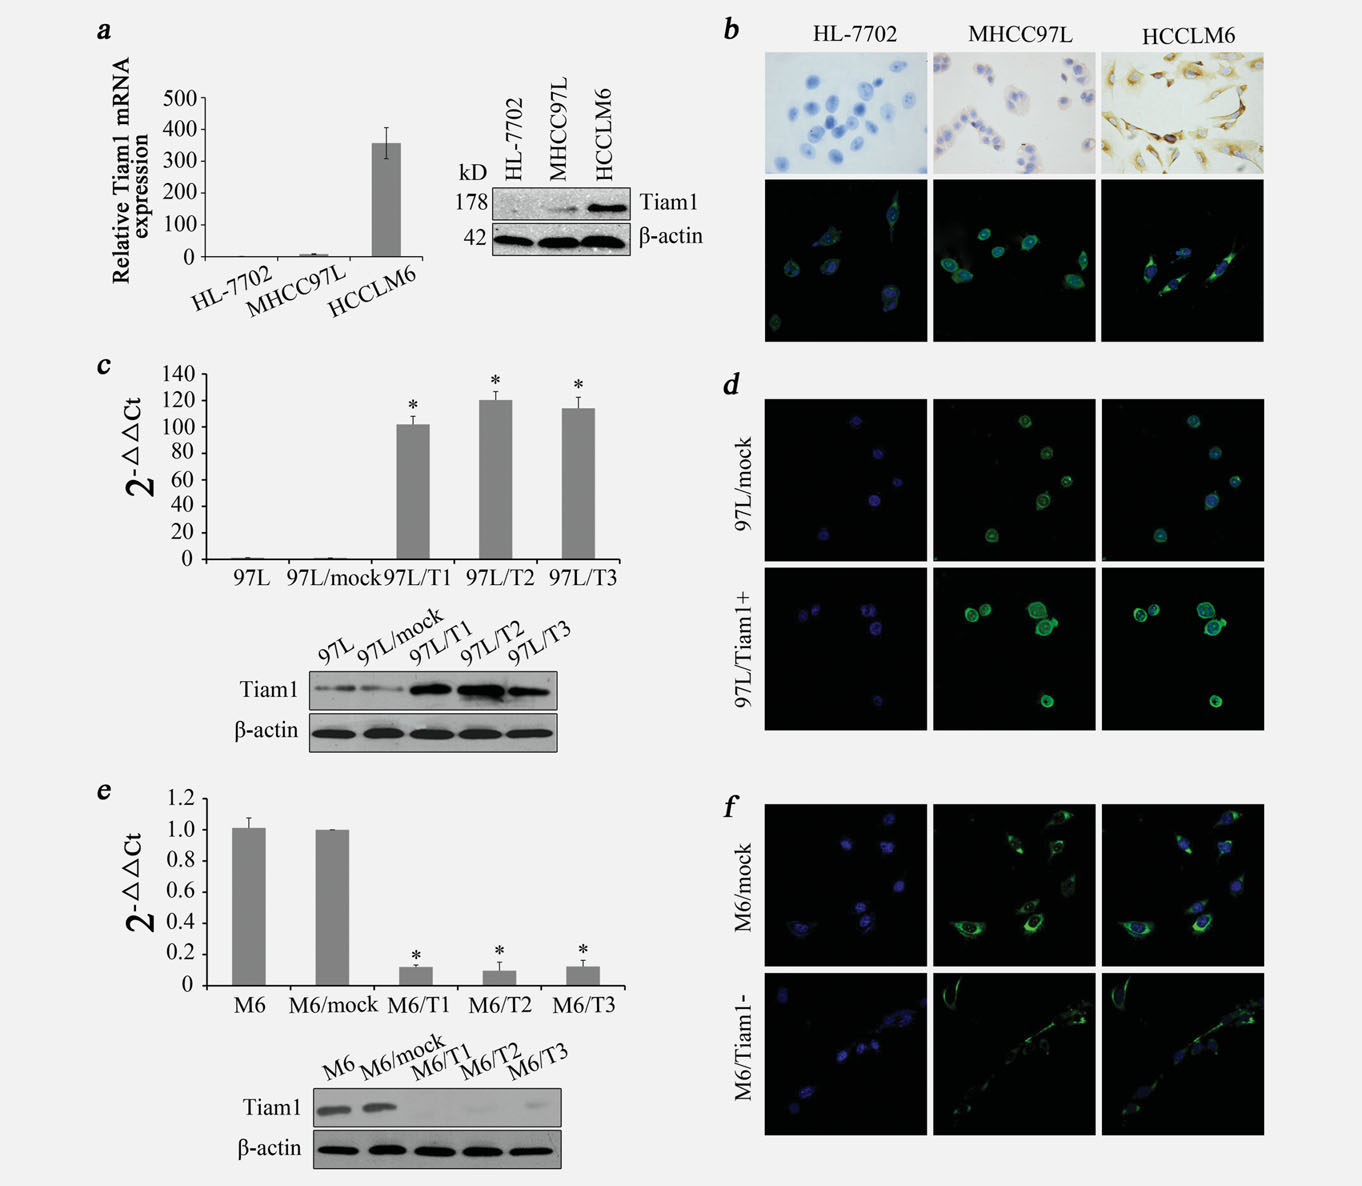 a
Relative Tiam1 mRNA
expression
500
400
300
200
100
0
HL-7702
MHCC97L
HCCLM6
kD
HL-7702
MHCC97L
HCCLM6
178
Tiam1
42
β-actin
b
HL-7702
MHCC97L
HCCLM6
c
2-△△Ct
140
120
100
80
60
40
20
0
*
*
*
97L
97L/mock
97L/T1
97L/T2
97L/T3
97L
97L/mock
97L/T1
97L/T2
97L/T3
Tiam1
β-actin
d
97L/mock
97L/Tiam1+
e
2-△△Ct
1.2
1.0
0.8
0.6
0.4
0.2
0
*
*
*
M6
M6/mock
M6/T1
M6/T2
M6/T3
M6
M6/mock
M6/T1
M6/T2
M6/T3
Tiam1
β-actin
f
M6/mock
M6/Tiam1-